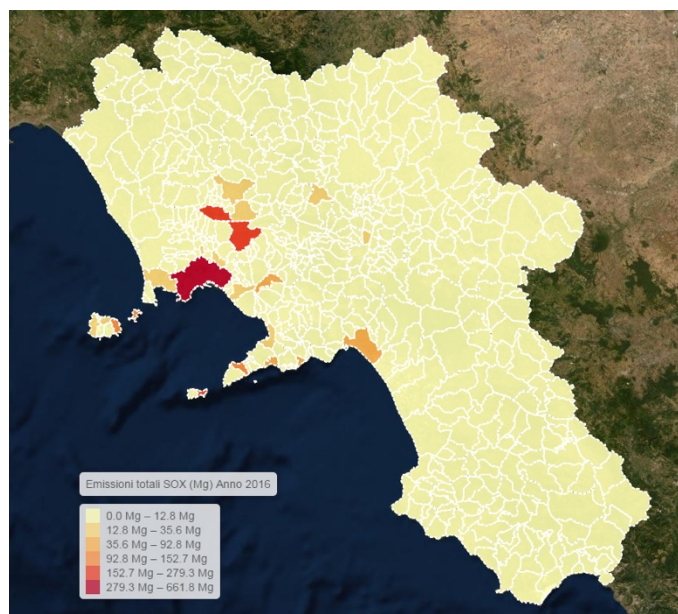 Emissioni totali SOX (Mg) Anno 2016
0.0 Mg – 12.8 Mg
12.8 Mg – 35.6 Mg
35.6 Mg – 92.8 Mg
92.8 Mg – 152.7 Mg
152.7 Mg – 279.3 Mg
279.3 Mg – 661.8 Mg